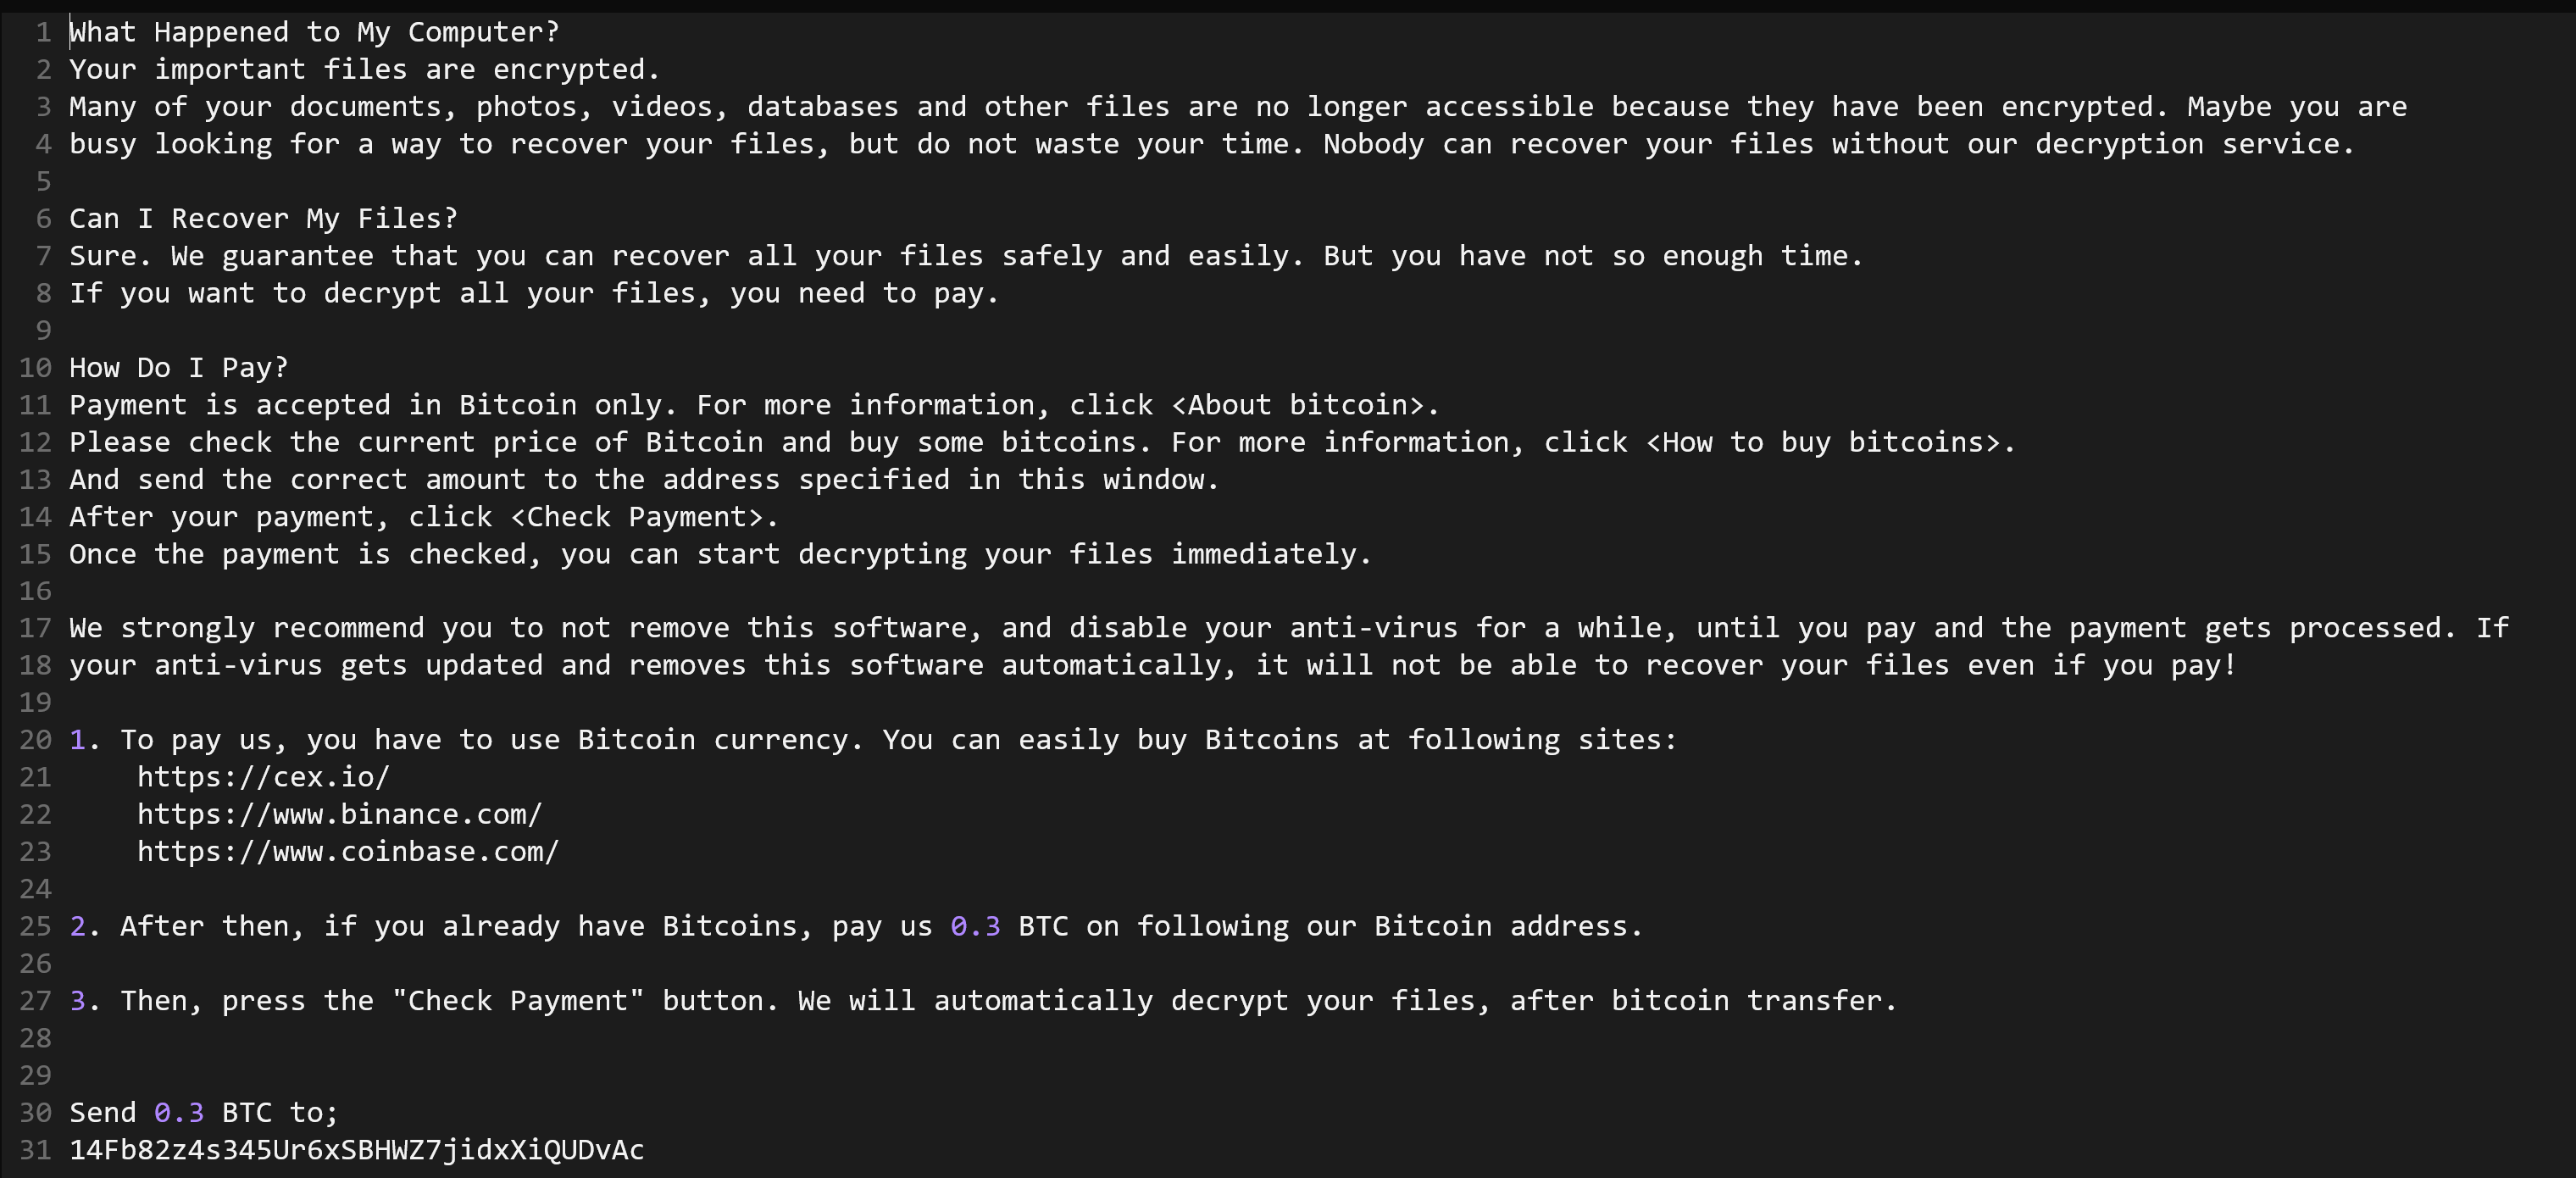 1 What Happened to My Computer?
2 Your important files are encrypted.
3 Many of your documents, photos, videos, databases and other files are no longer accessible because they have been encrypted. Maybe you are
4 busy looking for a way to recover your files, but do not waste your time. Nobody can recover your files without our decryption service.
5
6 Can I Recover My Files?
7 Sure. We guarantee that you can recover all your files safely and easily. But you have not so enough time.
8 If you want to decrypt all your files, you need to pay.
9
10 How Do I Pay?
11 Payment is accepted in Bitcoin only. For more information, click <About bitcoin>.
12 Please check the current price of Bitcoin and buy some bitcoins. For more information, click <How to buy bitcoins>.
13 And send the correct amount to the address specified in this window.
14 After your payment, click <Check Payment>.
15 Once the payment is checked, you can start decrypting your files immediately.
16
17 We strongly recommend you to not remove this software, and disable your anti-virus for a while, until you pay and the payment gets processed. If
18 your anti-virus gets updated and removes this software automatically, it will not be able to recover your files even if you pay!
19
20 1. To pay us, you have to use Bitcoin currency. You can easily buy Bitcoins at following sites:
21 https://cex.io/
22 https://www.binance.com/
23 https://www.coinbase.com/
24
25 2. After then, if you already have Bitcoins, pay us 0.3 BTC on following our Bitcoin address.
26
27 3. Then, press the "Check Payment" button. We will automatically decrypt your files, after bitcoin transfer.
28
29
30 Send 0.3 BTC to;
31 14Fb82z4s345Ur6xSBHWZ7jidxXiQUDvAc